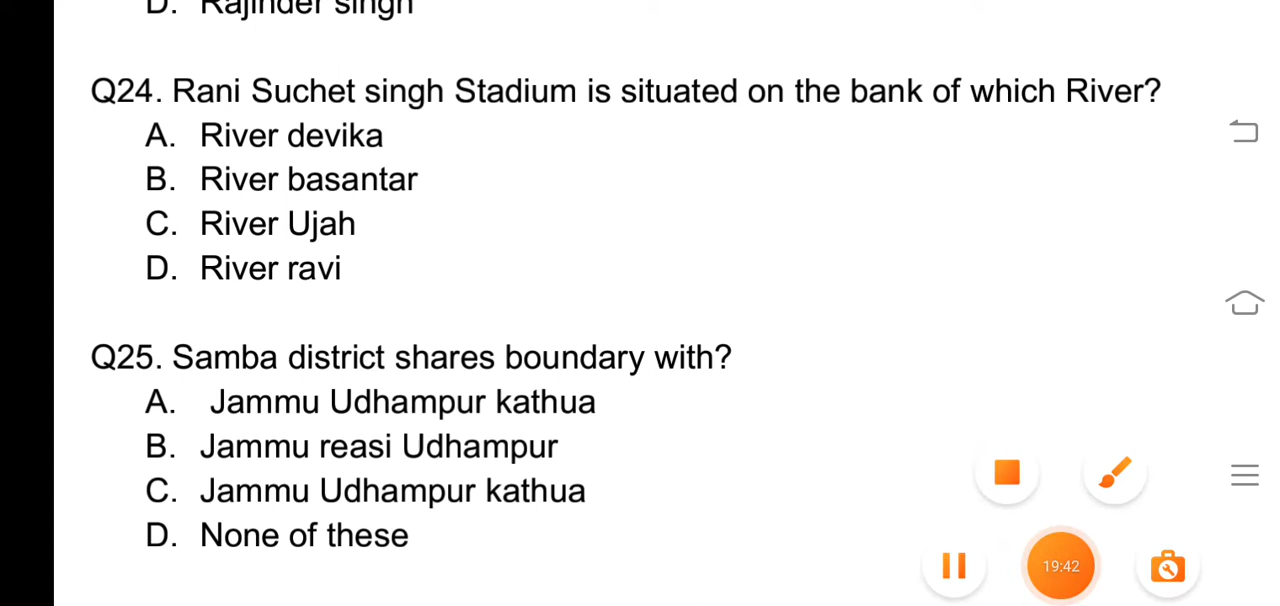 D. Rajinder singh
Q24. Rani Suchet singh Stadium is situated on the bank of which River?
A. River devika
B. River basantar
C. River Ujah
D. River ravi
Q25. Samba district shares boundary with?
A. Jammu Udhampur kathua
B. Jammu reasi Udhampur
C. Jammu Udhampur kathua
D. None of these
19:42